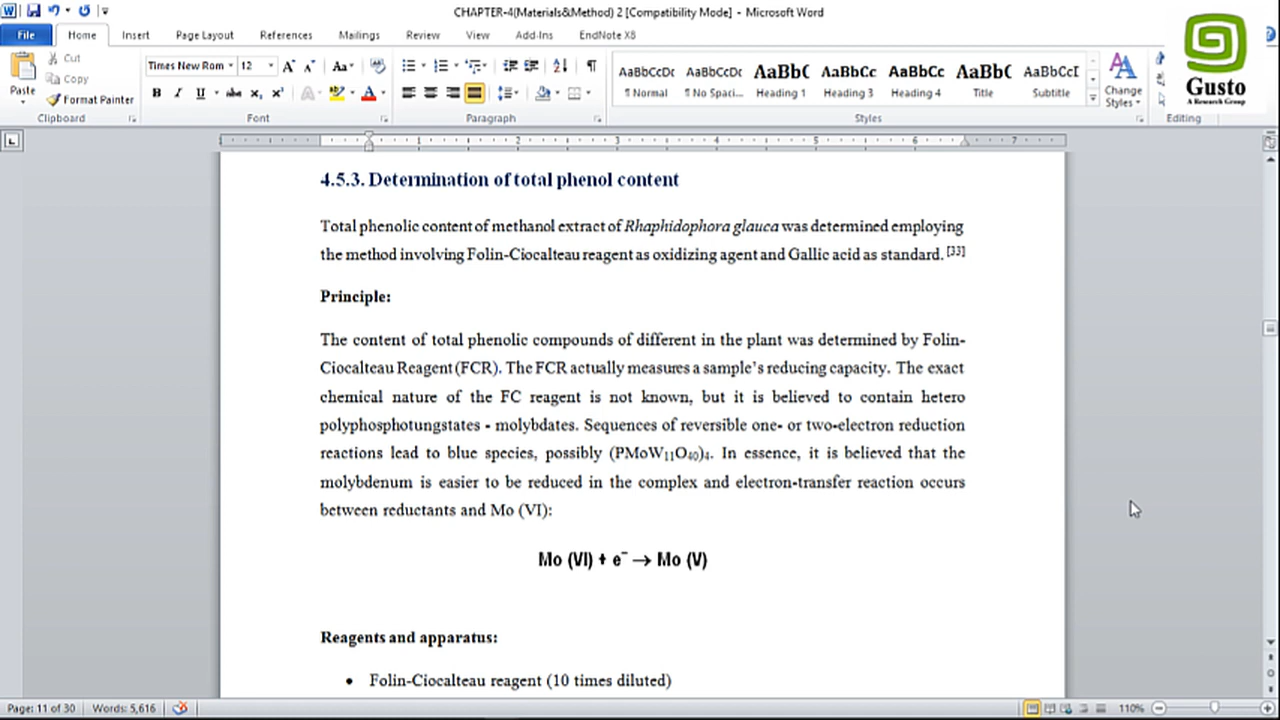 CHAPTER-4(Materials&Method) 2 [Compatibility Mode] - Microsoft Word
File Home Insert Page Layout References Mailings Review View Add-Ins EndNote X8
Paste
Cut
Copy
Format Painter
Clipboard
Times New Rom 12
Font
Paragraph
AaBbCcDc AaBbCcDc AaBbC AaBbCc AaBbCc AaBbC AaBbCcI
¶ Normal ¶ No Spaci... Heading 1 Heading 3 Heading 4 Title Subtitle
Change Styles
Styles
Editing
Gusto
A Research Group
1 2 3 4 5 6 7
4.5.3. Determination of total phenol content
Total phenolic content of methanol extract of Rhaphidophora glauca was determined employing
the method involving Folin-Ciocalteau reagent as oxidizing agent and Gallic acid as standard. [33]
Principle:
The content of total phenolic compounds of different in the plant was determined by Folin-
Ciocalteau Reagent (FCR). The FCR actually measures a sample's reducing capacity. The exact
chemical nature of the FC reagent is not known, but it is believed to contain hetero
polyphosphotungstates - molybdates. Sequences of reversible one- or two-electron reduction
reactions lead to blue species, possibly (PMoW₁₁O₄₀)₄. In essence, it is believed that the
molybdenum is easier to be reduced in the complex and electron-transfer reaction occurs
between reductants and Mo (VI):
Mo (VI) + e⁻ → Mo (V)
Reagents and apparatus:
• Folin-Ciocalteau reagent (10 times diluted)
Page: 11 of 30 Words: 5,616 110%